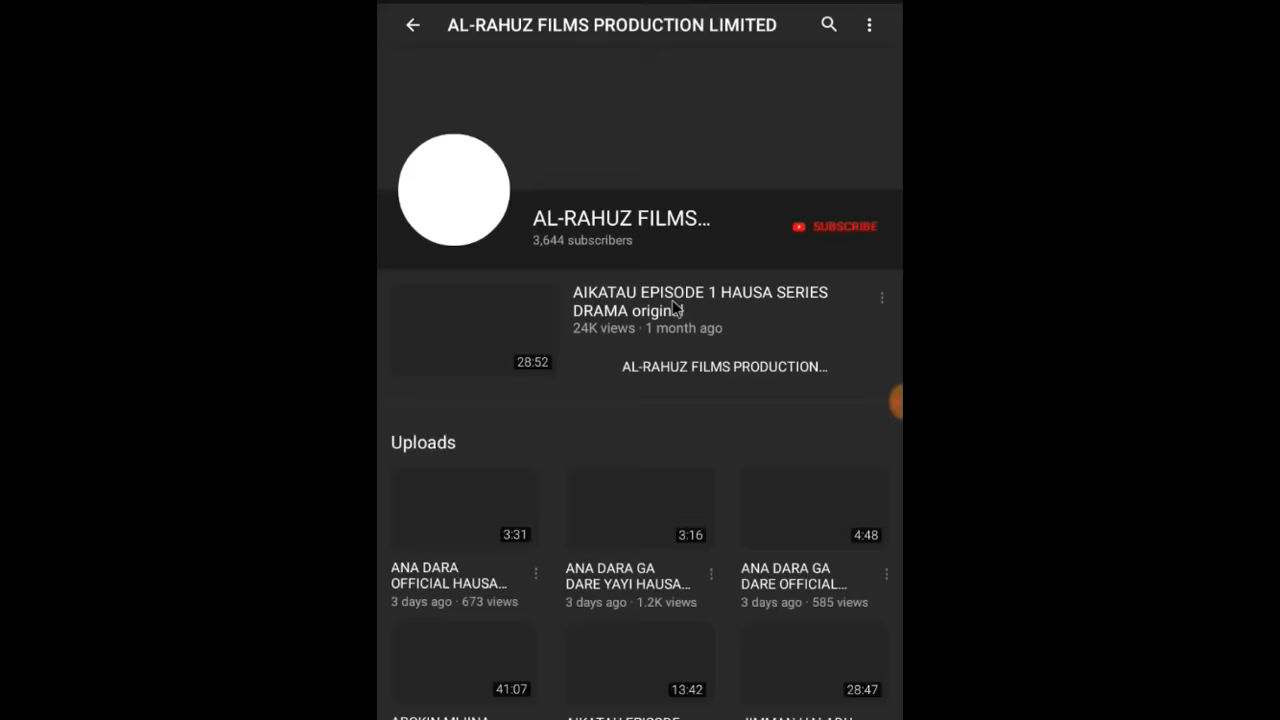 AL-RAHUZ FILMS PRODUCTION LIMITED
AL-RAHUZ FILMS...
3,644 subscribers
SUBSCRIBE
AIKATAU EPISODE 1 HAUSA SERIES
DRAMA original
24K views · 1 month ago
28:52
AL-RAHUZ FILMS PRODUCTION...
Uploads
3:31
3:16
4:48
ANA DARA
OFFICIAL HAUSA...
3 days ago · 673 views
ANA DARA GA
DARE YAYI HAUSA...
3 days ago · 1.2K views
ANA DARA GA
DARE OFFICIAL...
3 days ago · 585 views
41:07
13:42
28:47